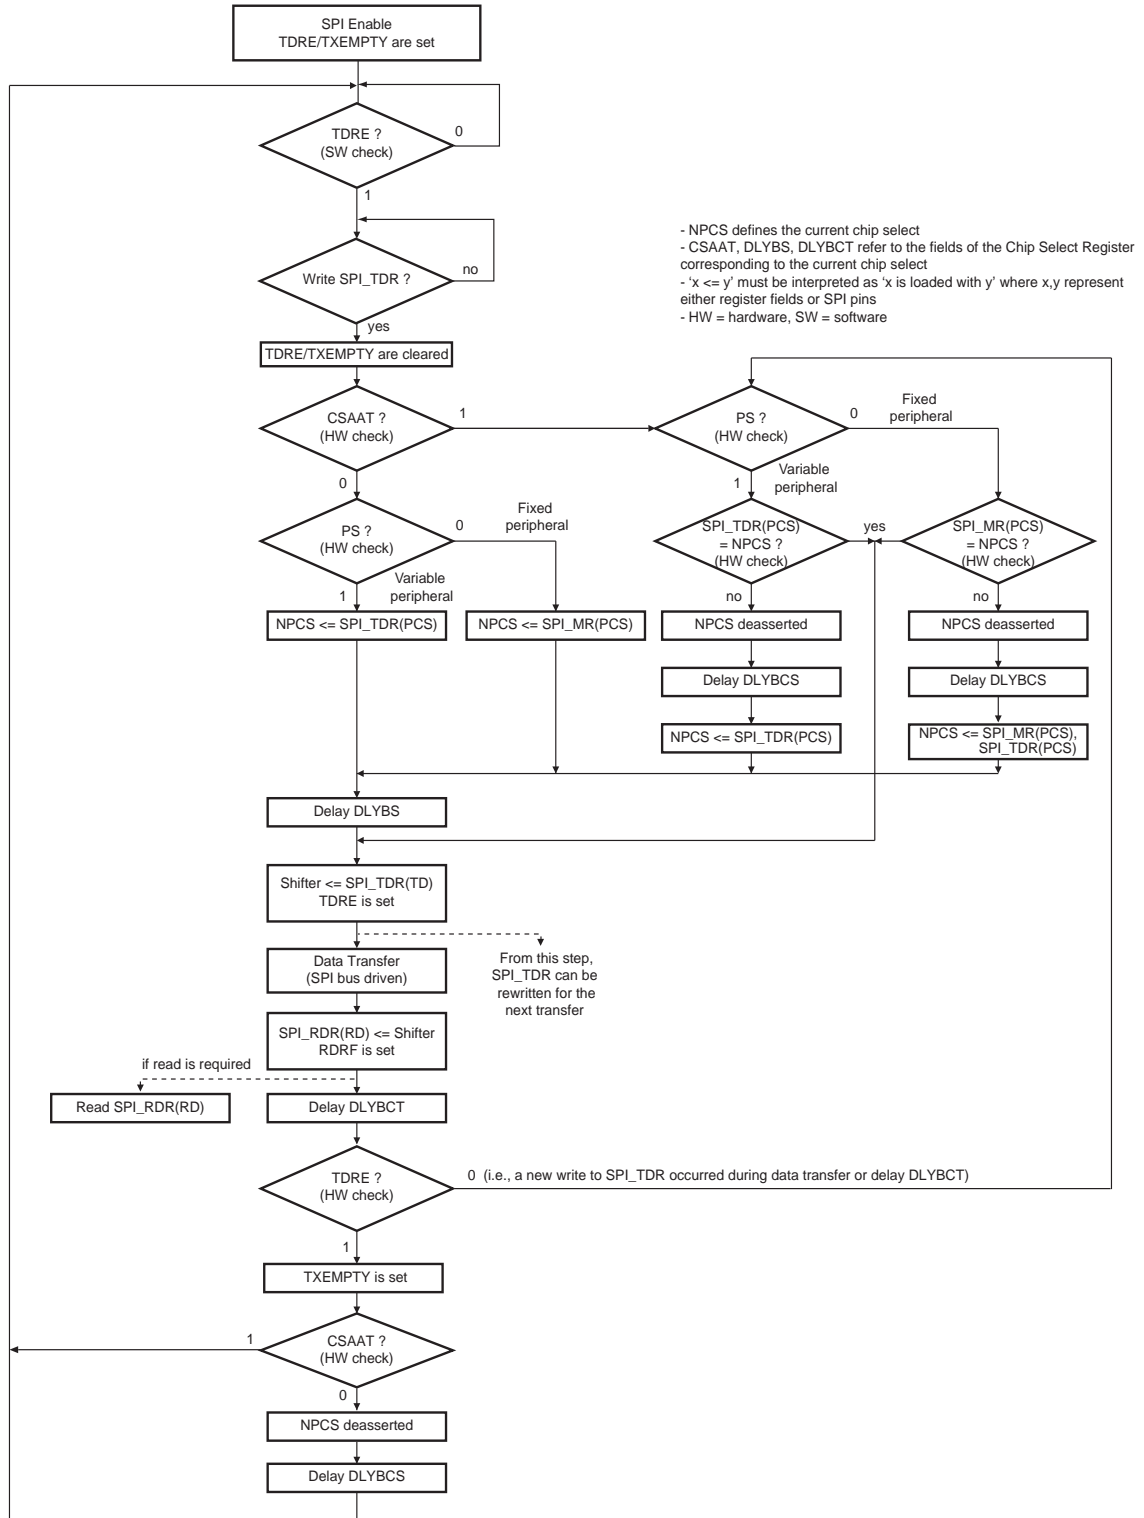 SPI Enable
TDRE/TXEMPTY are set
TDRE ?
(SW check)
0
1
Write SPI_TDR ?
no
yes
- NPCS defines the current chip select
- CSAAT, DLYBS, DLYBCT refer to the fields of the Chip Select Register
corresponding to the current chip select
- ‘x <= y’ must be interpreted as ‘x is loaded with y’ where x,y represent
either register fields or SPI pins
- HW = hardware, SW = software
TDRE/TXEMPTY are cleared
CSAAT ?
(HW check)
1
0
PS ?
(HW check)
0
Fixed
peripheral
1
Variable
peripheral
PS ?
(HW check)
0
Fixed
peripheral
1
Variable
peripheral
SPI_TDR(PCS)
= NPCS ?
(HW check)
yes
SPI_MR(PCS)
= NPCS ?
(HW check)
no
no
NPCS <= SPI_TDR(PCS)
NPCS <= SPI_MR(PCS)
NPCS deasserted
NPCS deasserted
Delay DLYBCS
Delay DLYBCS
NPCS <= SPI_TDR(PCS)
NPCS <= SPI_MR(PCS),
SPI_TDR(PCS)
Delay DLYBS
Shifter <= SPI_TDR(TD)
TDRE is set
Data Transfer
(SPI bus driven)
From this step,
SPI_TDR can be
rewritten for the
next transfer
SPI_RDR(RD) <= Shifter
RDRF is set
if read is required
Read SPI_RDR(RD)
Delay DLYBCT
TDRE ?
(HW check)
0 (i.e., a new write to SPI_TDR occurred during data transfer or delay DLYBCT)
1
TXEMPTY is set
CSAAT ?
(HW check)
1
0
NPCS deasserted
Delay DLYBCS